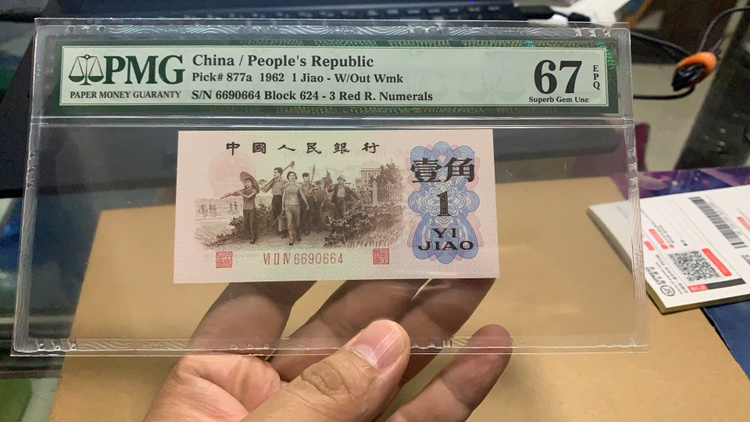 PMG
PAPER MONEY GUARANTY
China / People's Republic
Pick# 877a 1962 1 Jiao - W/Out Wmk
S/N 6690664 Block 624 - 3 Red R. Numerals
67 EPQ
Superb Gem Unc
中國人民銀行
壹角
1
YI
JIAO
VI II IV 6690664